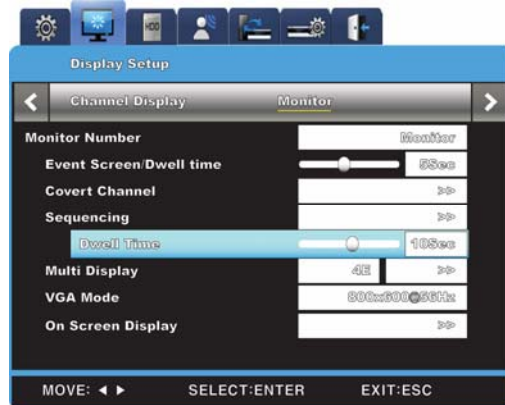 HDD
Display Setup
Channel Display Monitor
Monitor Number Monitor
Event Screen/Dwell time 5Sec
Covert Channel >>
Sequencing >>
Dwell Time 10Sec
Multi Display 4E >>
VGA Mode 800x600@56Hz
On Screen Display >>
MOVE: ◄ ► SELECT:ENTER EXIT:ESC